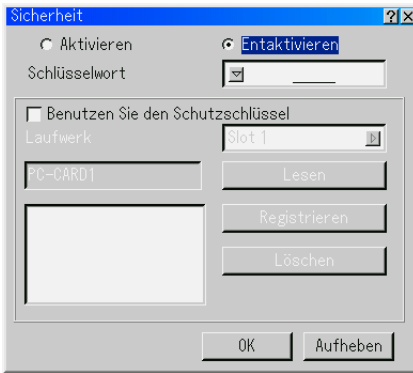 Sicherheit
Aktivieren Entaktivieren
Schlüsselwort
Benutzen Sie den Schutzschlüssel
Laufwerk Slot 1
PC-CARD1 Lesen
Registrieren
Löschen
OK Aufheben